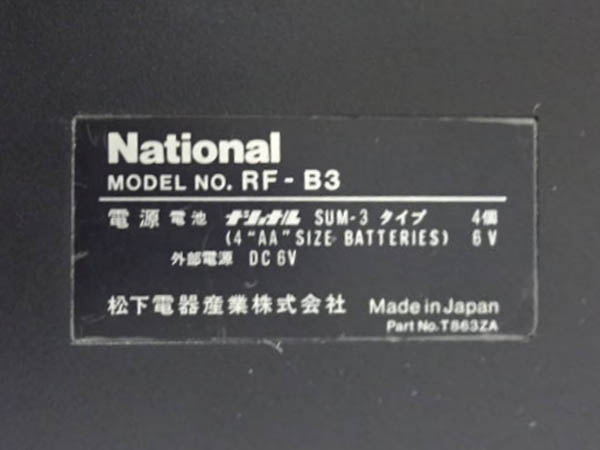 National
MODEL NO. RF-B3
電源 電池 ナショナル SUM-3 タイプ 4個
(4 "AA" SIZE BATTERIES) 6V
外部電源 DC 6V
松下電器産業株式会社 Made in Japan
Part No. T863ZA